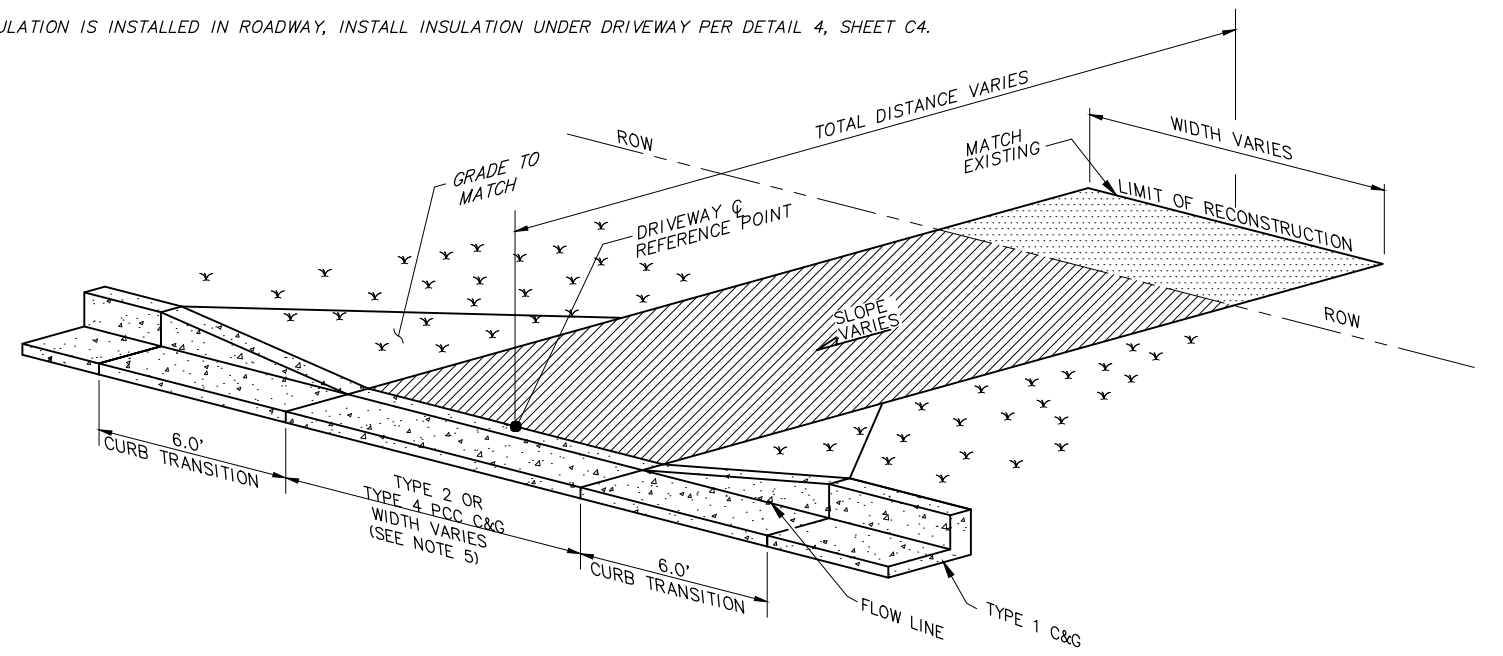 IS INSTALLED IN ROADWAY, INSTALL INSULATION UNDER DRIVEWAY PER DETAIL 4, SHEET C4.
TOTAL DISTANCE VARIES
ROW
MATCH
EXISTING
WIDTH VARIES
GRADE TO
MATCH
LIMIT OF RECONSTRUCTION
DRIVEWAY ℄
REFERENCE POINT
SLOPE
VARIES
ROW
6.0'
CURB TRANSITION
TYPE 2 OR
TYPE 4 PCC C&G
WIDTH VARIES
(SEE NOTE 5)
6.0'
CURB TRANSITION
FLOW LINE
TYPE 1 C&G